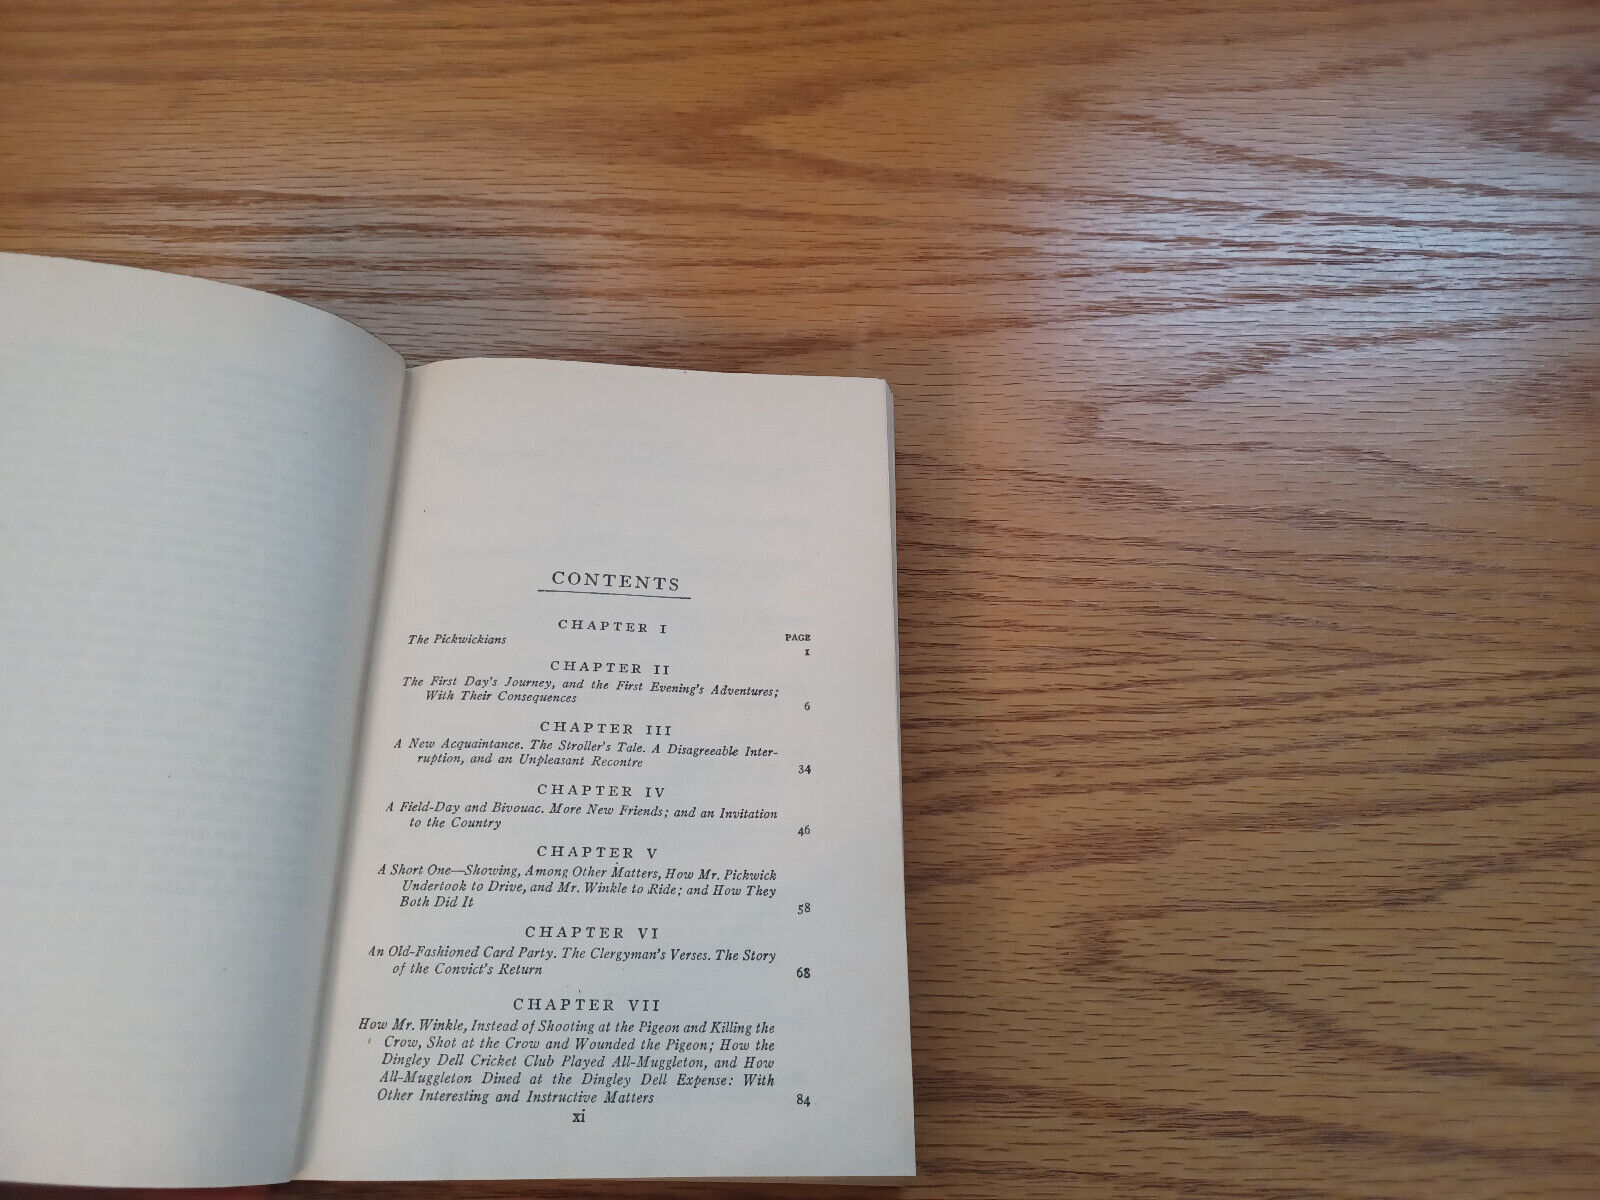 CONTENTS
CHAPTER I
PAGE
The Pickwickians
1
CHAPTER II
The First Day's Journey, and the First Evening's Adventures;
With Their Consequences
6
CHAPTER III
A New Acquaintance. The Stroller's Tale. A Disagreeable Inter-
ruption, and an Unpleasant Recontre
34
CHAPTER IV
A Field-Day and Bivouac. More New Friends; and an Invitation
to the Country
46
CHAPTER V
A Short One—Showing, Among Other Matters, How Mr. Pickwick
Undertook to Drive, and Mr. Winkle to Ride; and How They
Both Did It
58
CHAPTER VI
An Old-Fashioned Card Party. The Clergyman's Verses. The Story
of the Convict's Return
68
CHAPTER VII
How Mr. Winkle, Instead of Shooting at the Pigeon and Killing the
Crow, Shot at the Crow and Wounded the Pigeon; How the
Dingley Dell Cricket Club Played All-Muggleton, and How
All-Muggleton Dined at the Dingley Dell Expense: With
Other Interesting and Instructive Matters
84
xi